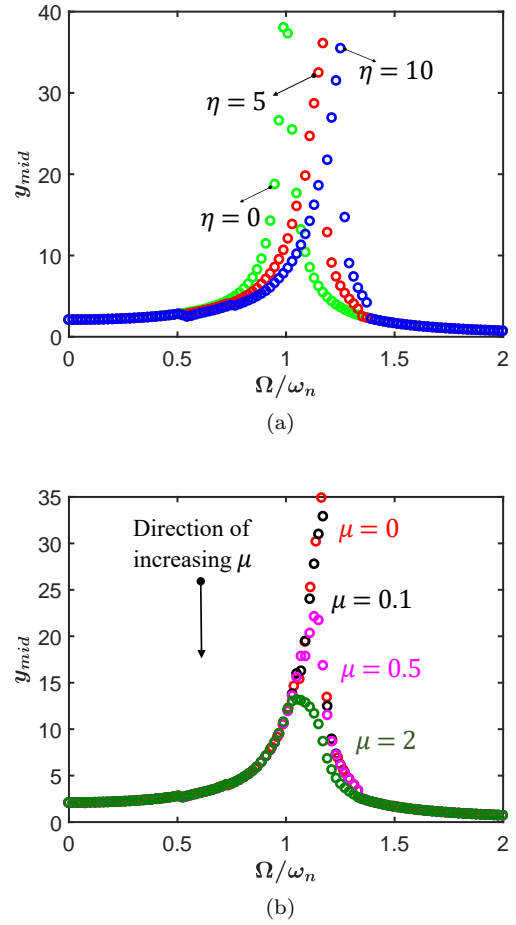 40
30
20
10
0
y_mid
η = 10
η = 5
η = 0
0
0.5
1
1.5
2
Ω/ω_n
(a)
35
30
25
20
15
10
5
0
y_mid
Direction of
increasing μ
μ = 0
μ = 0.1
μ = 0.5
μ = 2
0
0.5
1
1.5
2
Ω/ω_n
(b)